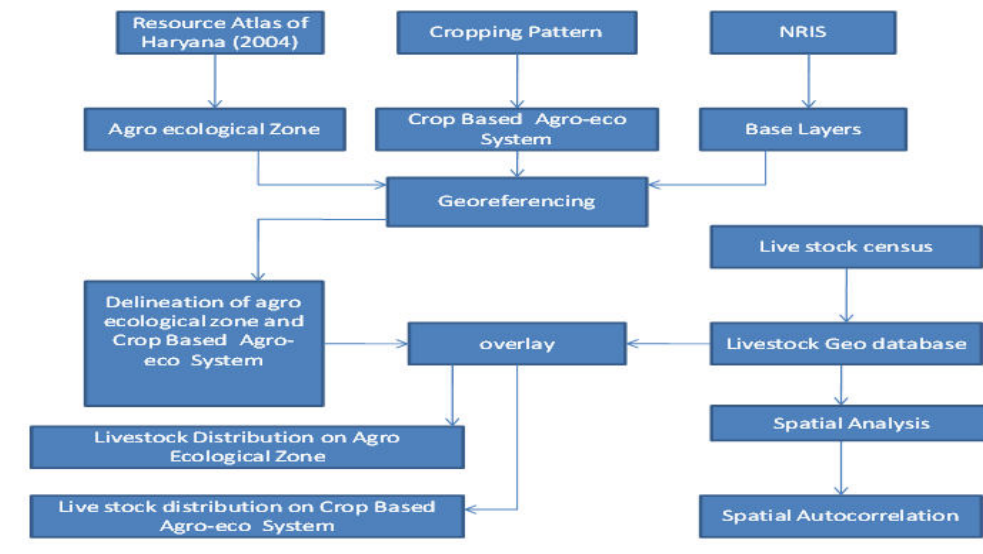 Resource Atlas of
Haryana (2004)
Cropping Pattern
NRIS
Agro ecological Zone
Crop Based Agro-eco
System
Base Layers
Georeferencing
Live stock census
Delineation of agro
ecological zone and
Crop Based Agro-
eco System
overlay
Livestock Geo database
Livestock Distribution on Agro
Ecological Zone
Spatial Analysis
Live stock distribution on Crop Based
Agro-eco System
Spatial Autocorrelation